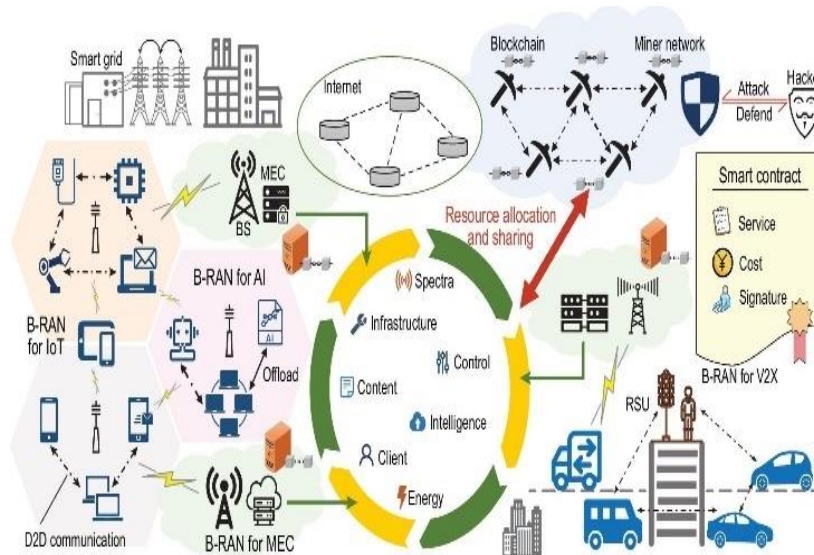 Smart grid
Internet
Blockchain
Miner network
Attack
Defend
Hacker
MEC
BS
Resource allocation
and sharing
Smart contract
Service
Cost
Signature
B-RAN for AI
B-RAN
for IoT
AI
Offload
Spectra
Infrastructure
Control
Content
Intelligence
Client
Energy
B-RAN for V2X
RSU
D2D communication
B-RAN for MEC